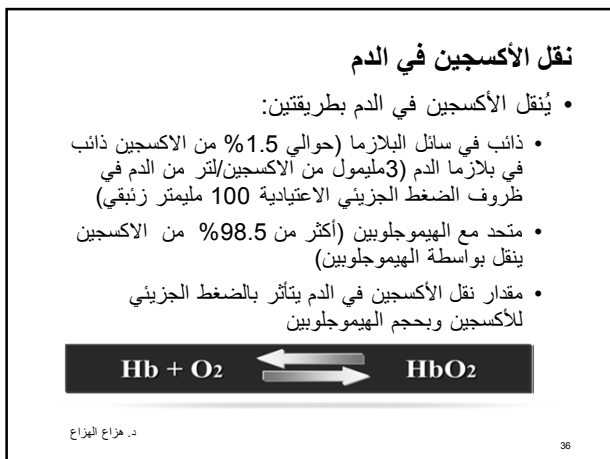 نقل الأكسجين في الدم
• يُنقل الأكسجين في الدم بطريقتين:
• ذائب في سائل البلازما (حوالي 1.5% من الاكسجين ذائب
في بلازما الدم (3مليمول من الاكسجين/لتر من الدم في
ظروف الضغط الجزيئي الاعتيادية 100 مليمتر زئبقي)
• متحد مع الهيموجلوبين (أكثر من 98.5% من الاكسجين
ينقل بواسطة الهيموجلوبين)
• مقدار نقل الأكسجين في الدم يتأثر بالضغط الجزيئي
للأكسجين وبحجم الهيموجلوبين
Hb + O₂ ⇌ HbO₂
د. هزاع الهزاع
36